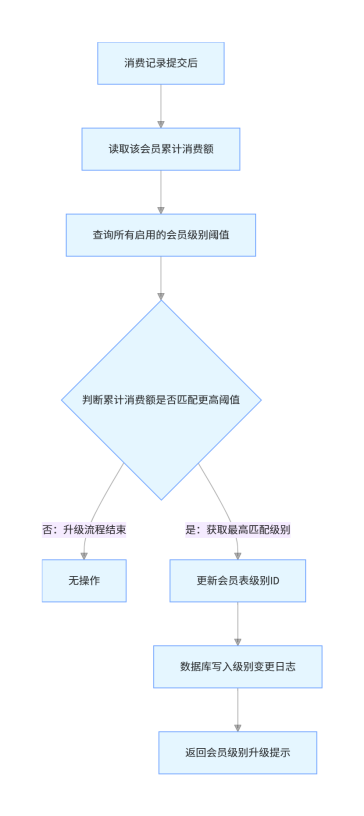 消费记录提交后
读取该会员累计消费额
查询所有启用的会员级别阈值
判断累计消费额是否匹配更高阈值
否：升级流程结束
是：获取最高匹配级别
无操作
更新会员表级别ID
数据库写入级别变更日志
返回会员级别升级提示